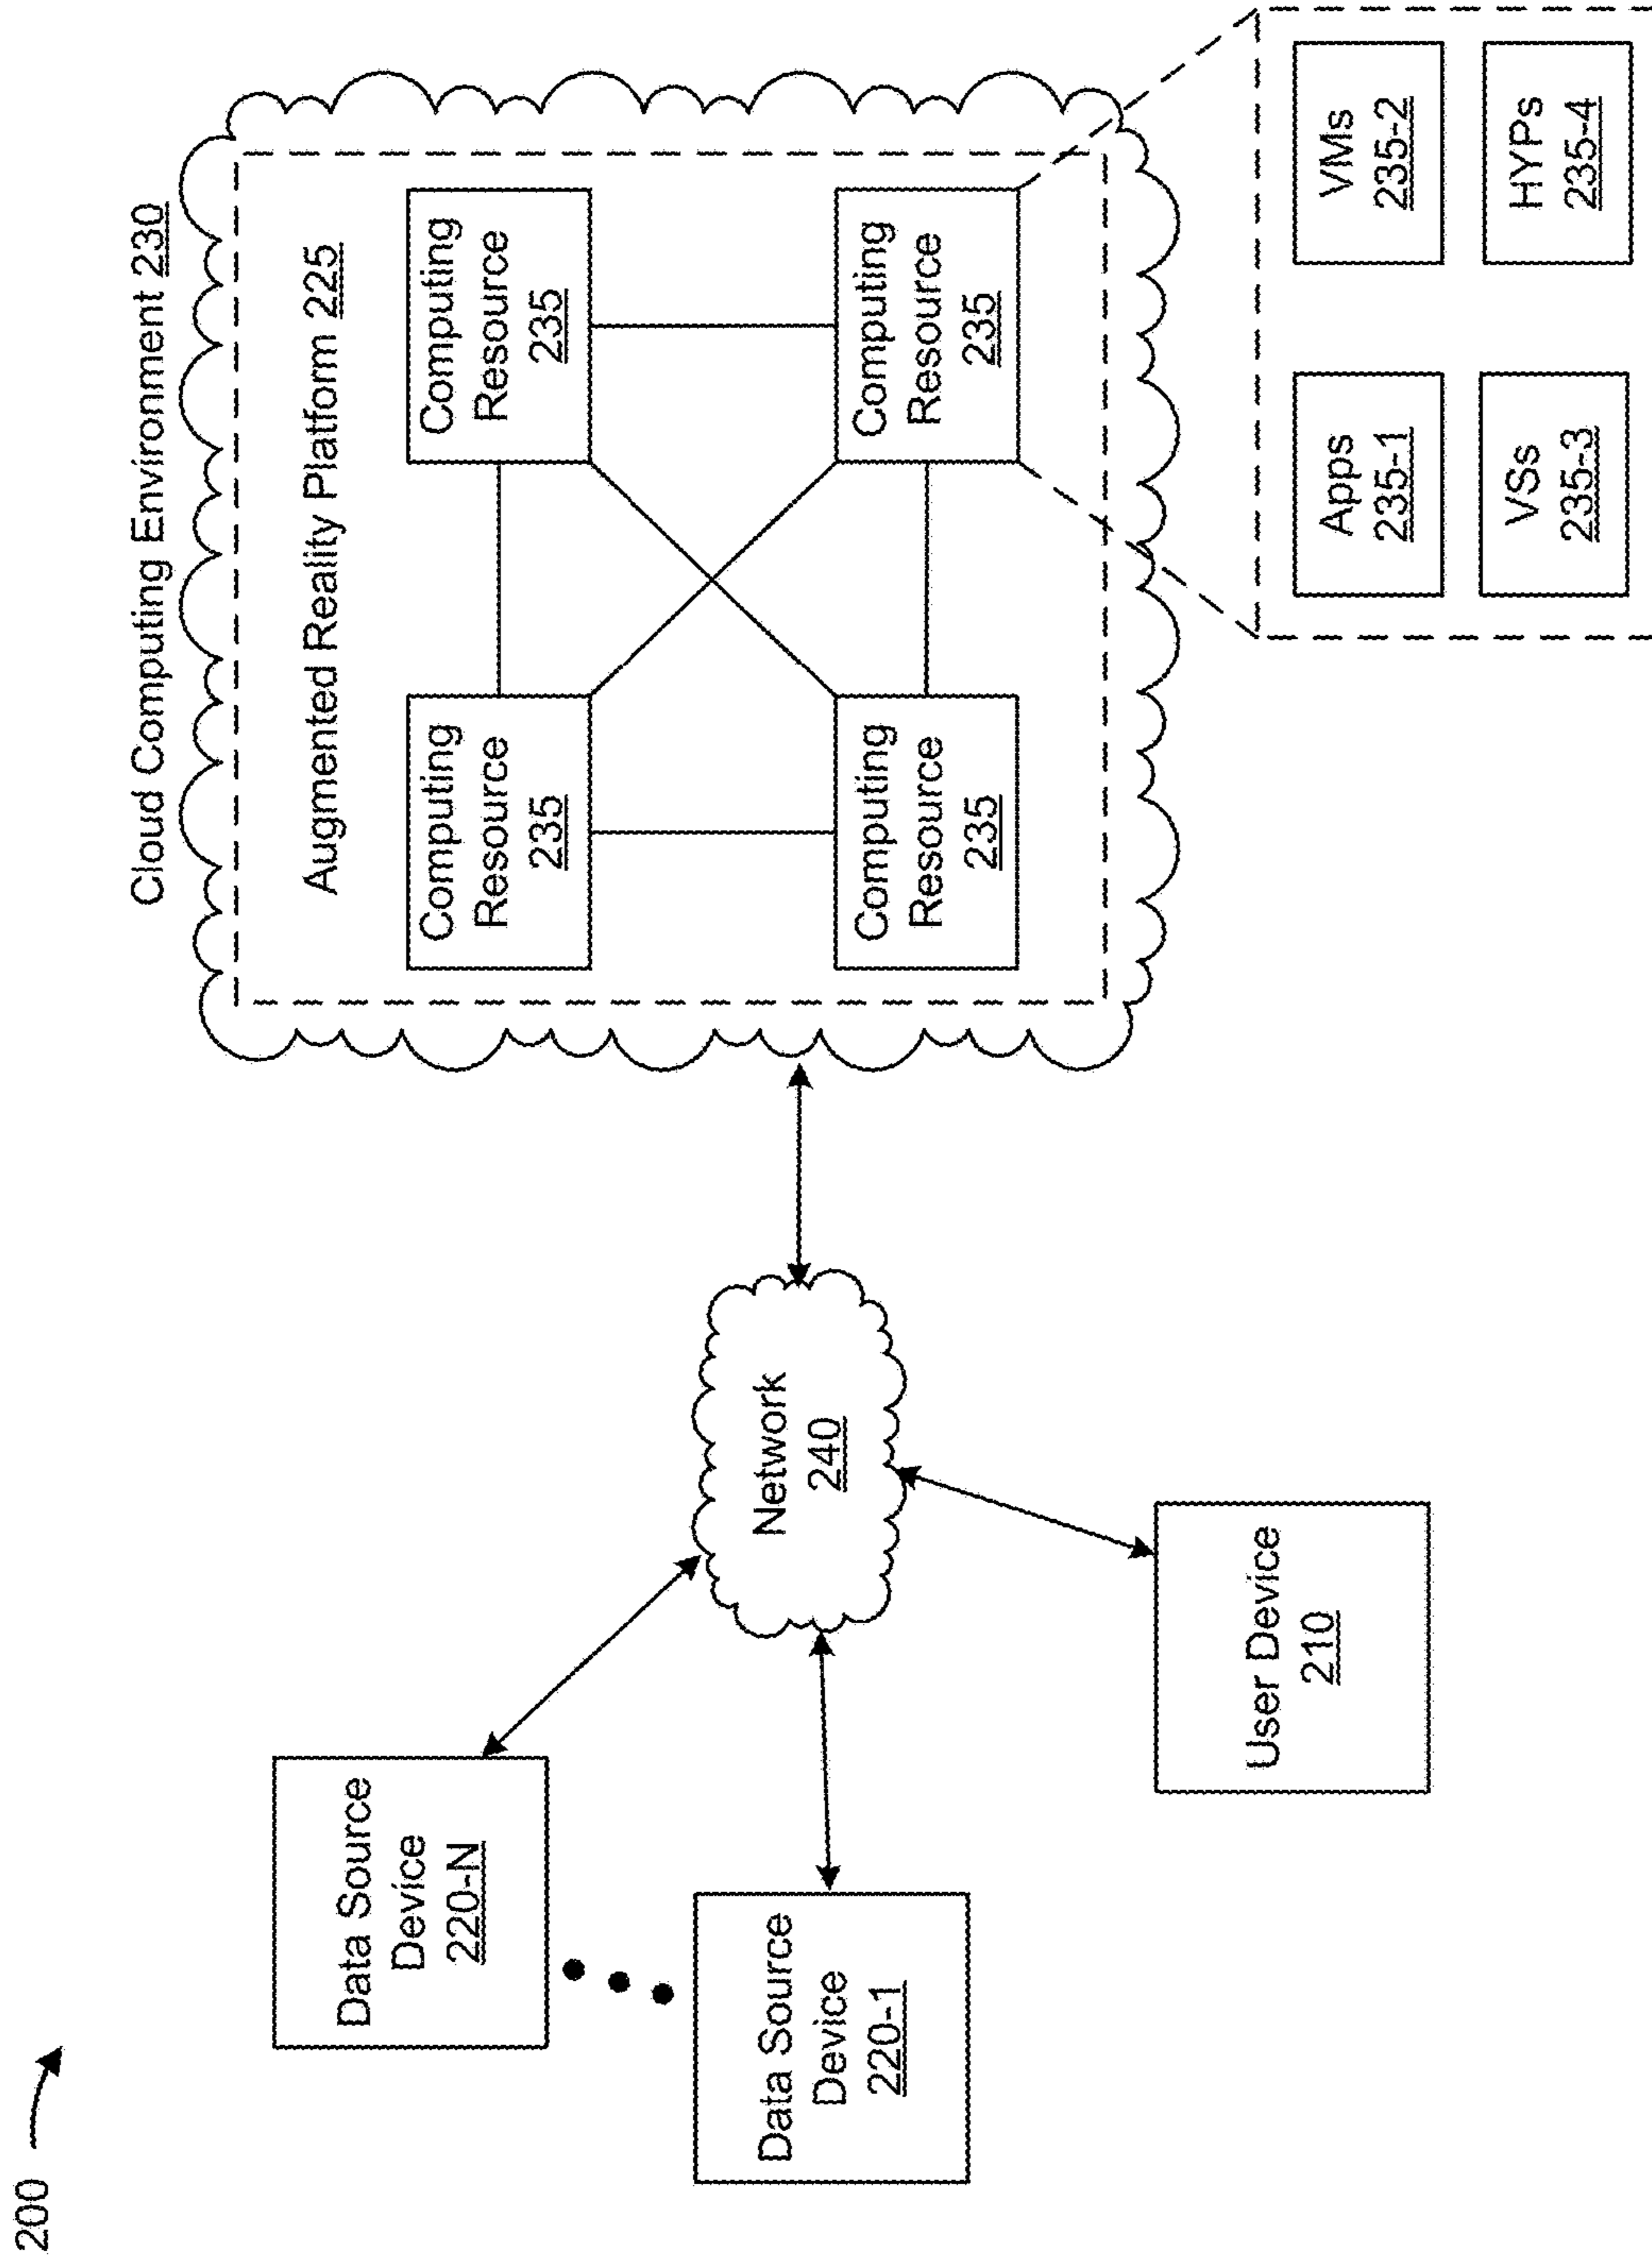 200
Cloud Computing Environment 230
Augmented Reality Platform 225
Computing
Resource
235
Computing
Resource
235
Computing
Resource
235
Computing
Resource
235
Data Source
Device
220-N
Data Source
Device
220-1
Network
240
User Device
210
Apps
235-1
VMs
235-2
VSs
235-3
HYPs
235-4